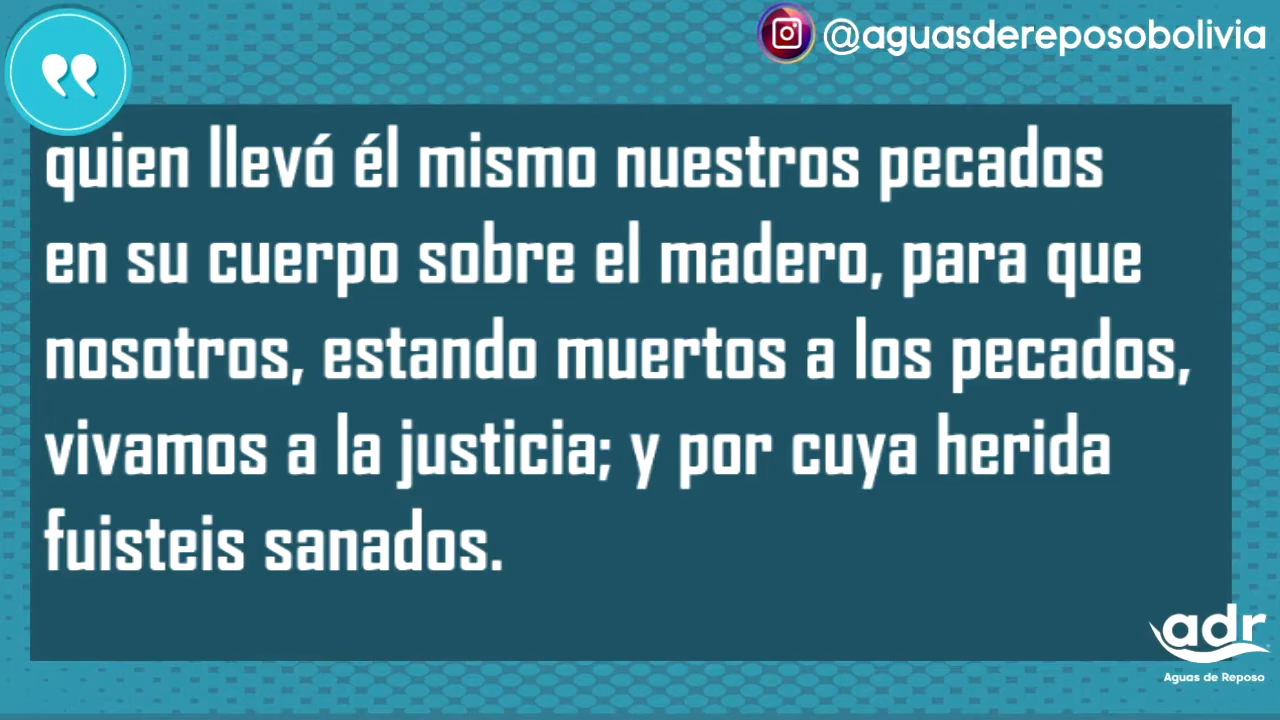 @aguasdereposobolivia
quien llevó él mismo nuestros pecados
en su cuerpo sobre el madero, para que
nosotros, estando muertos a los pecados,
vivamos a la justicia; y por cuya herida
fuisteis sanados.
adr
Aguas de Reposo